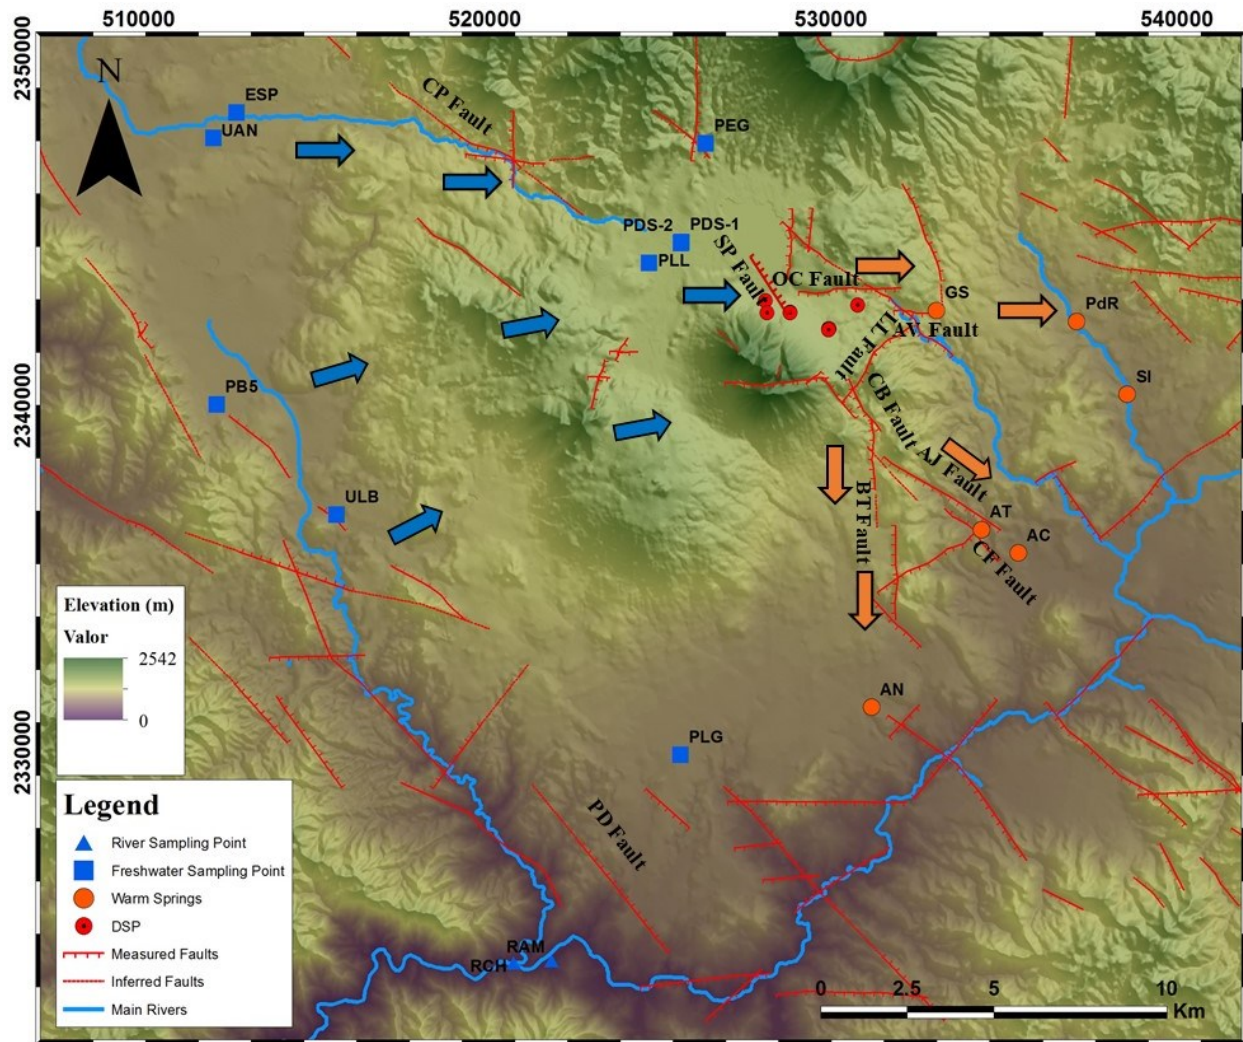 510000
520000
530000
540000
2350000
2340000
2330000
N
ESP
UAN
CP Fault
PEG
PDS-2
PDS-1
PLL
SP Fault
OC Fault
GS
PdR
LL Fault
AV Fault
SI
PB5
CB Fault
AJ Fault
ULB
BT Fault
AT
AC
CF Fault
AN
PLG
PD Fault
RAM
RCH
Elevation (m)
Valor
2542
0
Legend
River Sampling Point
Freshwater Sampling Point
Warm Springs
DSP
Measured Faults
Inferred Faults
Main Rivers
0
2.5
5
10
Km